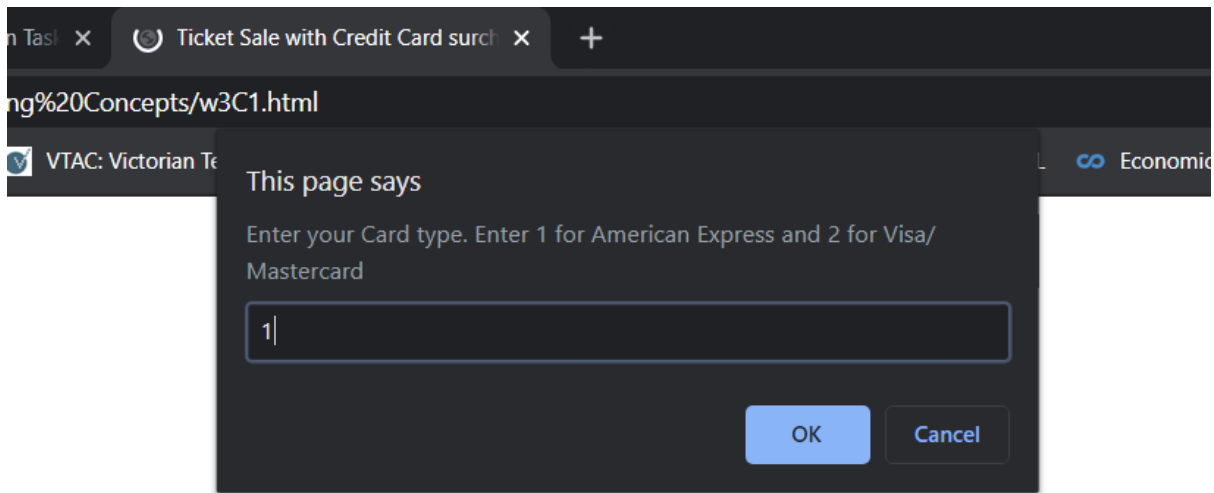 n Tas
Ticket Sale with Credit Card surch
ng%20Concepts/w3C1.html
VTAC: Victorian Te
Economic
This page says
Enter your Card type. Enter 1 for American Express and 2 for Visa/
Mastercard
1
OK Cancel